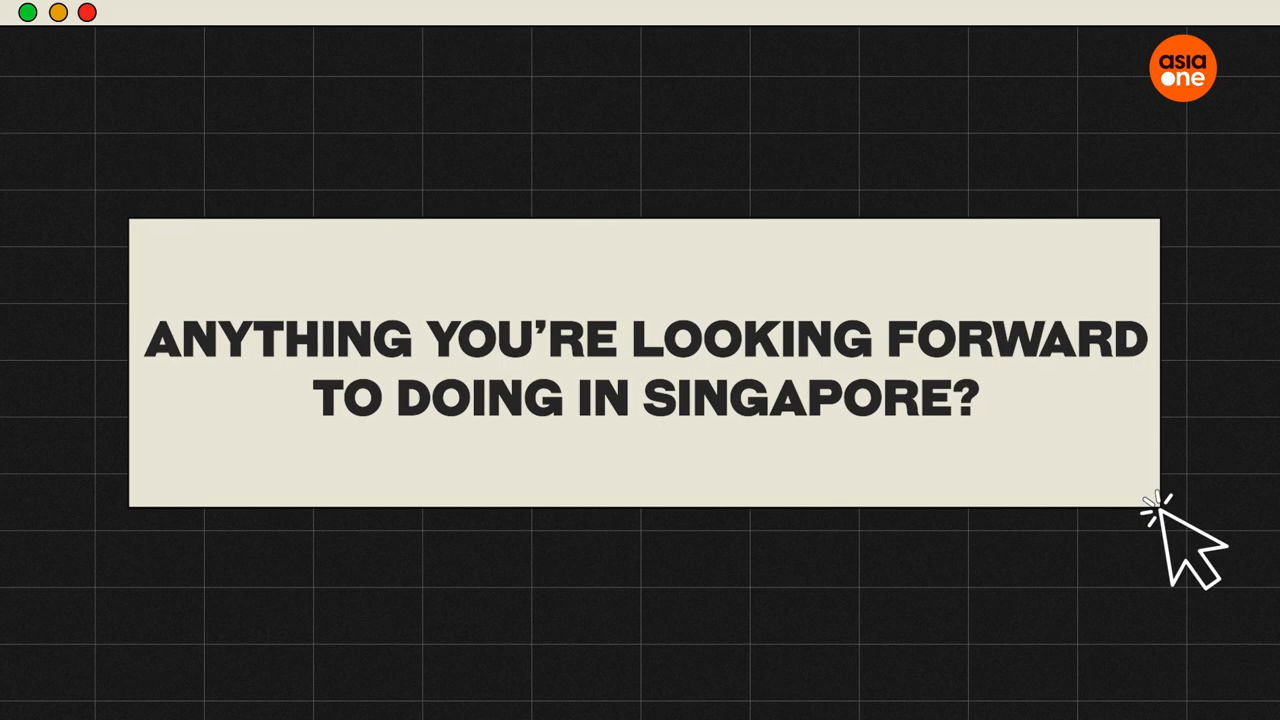 asia
one
ANYTHING YOU’RE LOOKING FORWARD
TO DOING IN SINGAPORE?